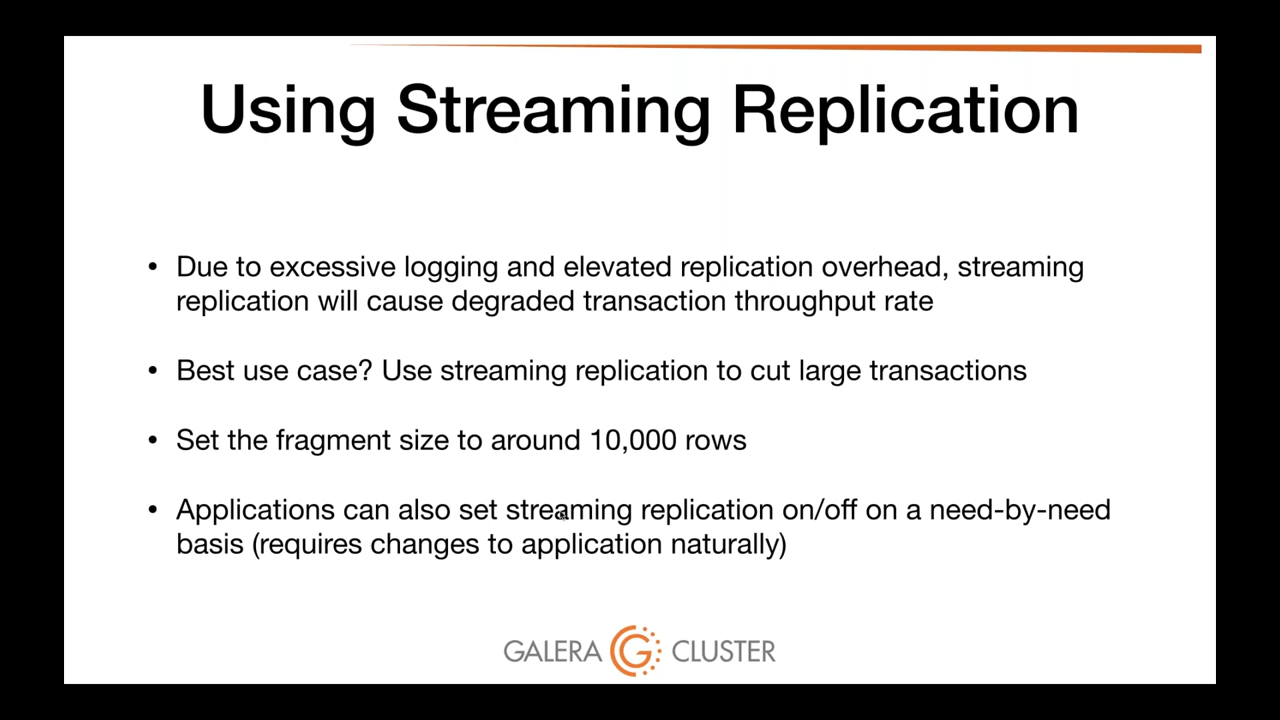 Using Streaming Replication
• Due to excessive logging and elevated replication overhead, streaming
replication will cause degraded transaction throughput rate
• Best use case? Use streaming replication to cut large transactions
• Set the fragment size to around 10,000 rows
• Applications can also set streaming replication on/off on a need-by-need
basis (requires changes to application naturally)
GALERA CLUSTER